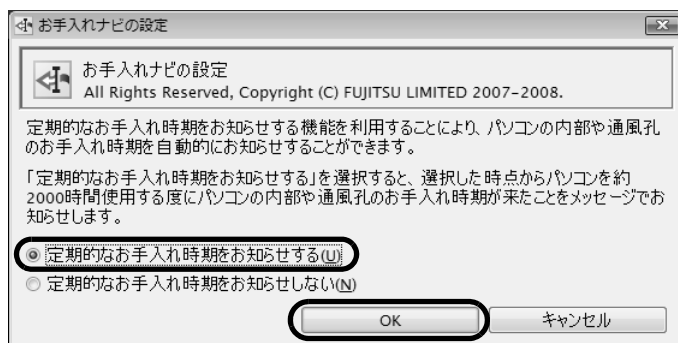 お手入れナビの設定
お手入れナビの設定
All Rights Reserved, Copyright (C) FUJITSU LIMITED 2007-2008.
定期的なお手入れ時期をお知らせする機能を利用することにより、パソコンの内部や通風孔
のお手入れ時期を自動的にお知らせすることができます。
「定期的なお手入れ時期をお知らせする」を選択すると、選択した時点からパソコンを約
2000時間使用する度にパソコンの内部や通風孔のお手入れ時期が来たことをメッセージでお
知らせします。
定期的なお手入れ時期をお知らせする(U)
定期的なお手入れ時期をお知らせしない(N)
OK キャンセル